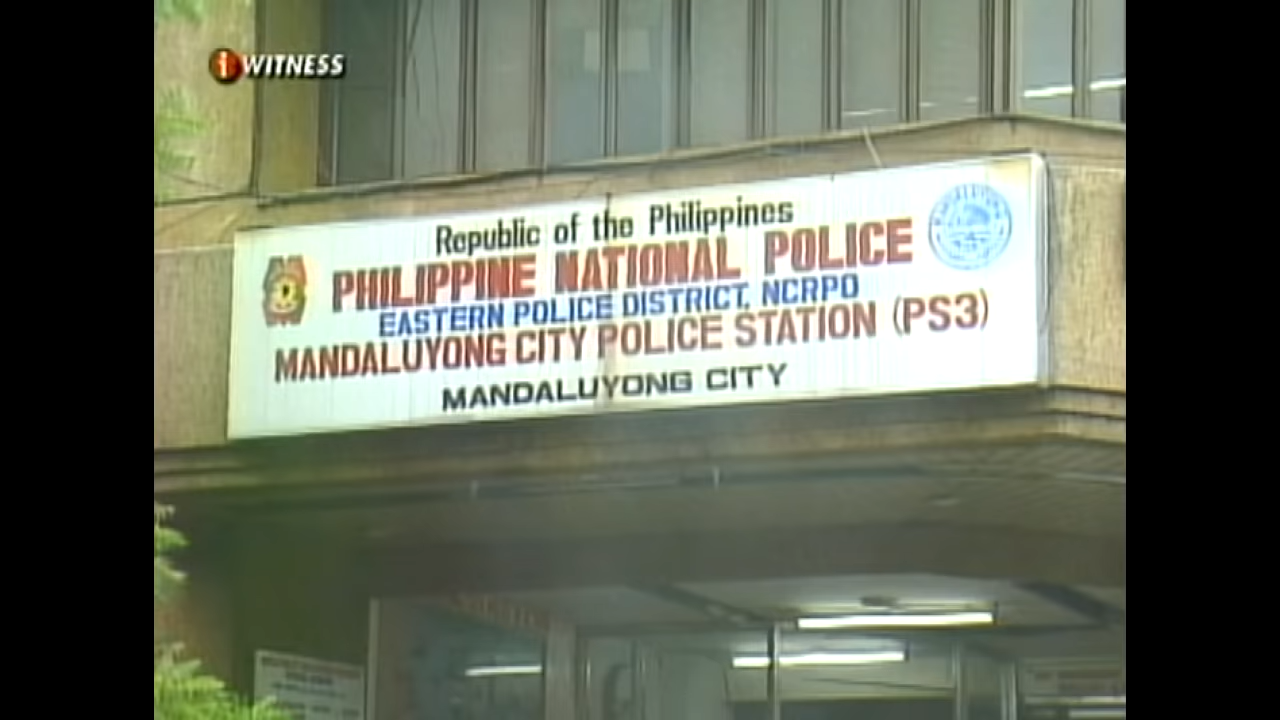 i WITNESS
Republic of the Philippines
PHILIPPINE NATIONAL POLICE
EASTERN POLICE DISTRICT, NCRPO
MANDALUYONG CITY POLICE STATION (PS3)
MANDALUYONG CITY
MANDALUYONG